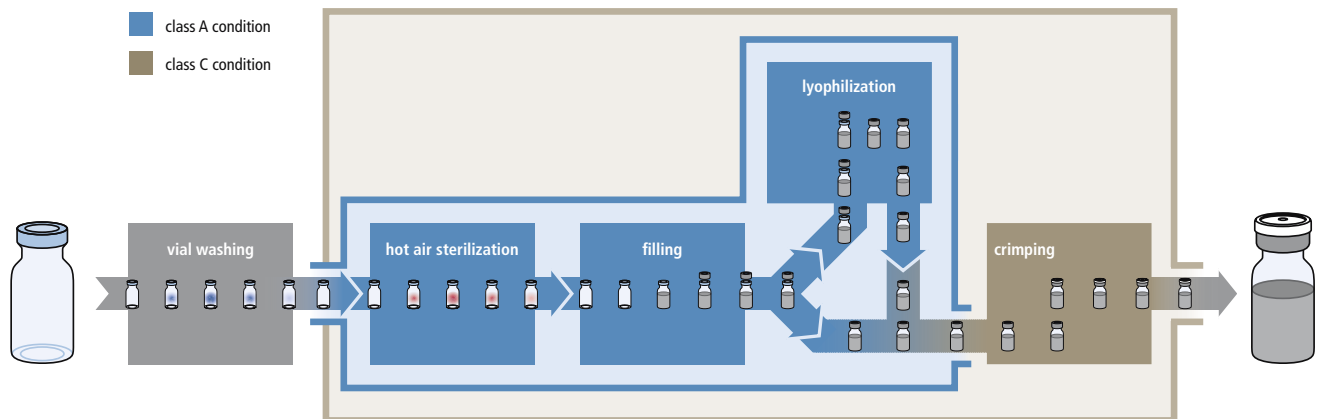 class A condition
class C condition
lyophilization
vial washing
hot air sterilization
filling
crimping